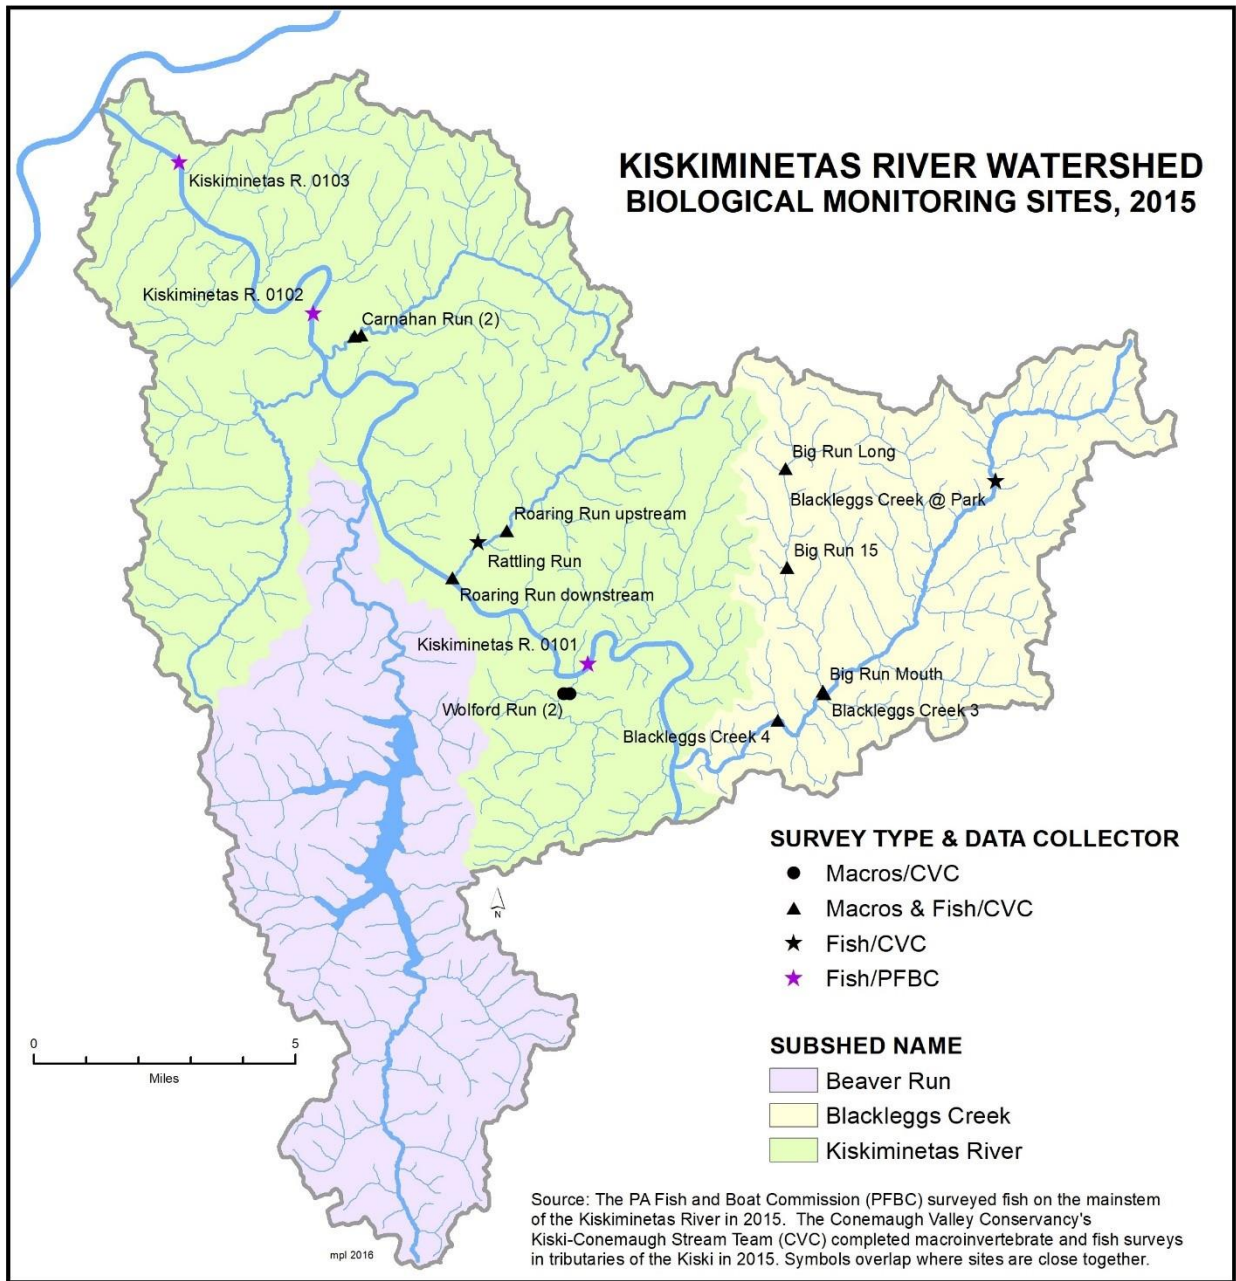 KISKIMINETAS RIVER WATERSHED
BIOLOGICAL MONITORING SITES, 2015
Kiskiminetas R. 0103
Kiskiminetas R. 0102
Carnahan Run (2)
Big Run Long
Blackleggs Creek @ Park
Roaring Run upstream
Rattling Run
Big Run 15
Roaring Run downstream
Kiskiminetas R. 0101
Big Run Mouth
Wolford Run (2)
Blackleggs Creek 3
Blackleggs Creek 4
SURVEY TYPE & DATA COLLECTOR
Macros/CVC
Macros & Fish/CVC
Fish/CVC
Fish/PFBC
N
0 5
Miles
SUBSHED NAME
Beaver Run
Blackleggs Creek
Kiskiminetas River
Source: The PA Fish and Boat Commission (PFBC) surveyed fish on the mainstem
of the Kiskiminetas River in 2015. The Conemaugh Valley Conservancy's
Kiski-Conemaugh Stream Team (CVC) completed macroinvertebrate and fish surveys
in tributaries of the Kiski in 2015. Symbols overlap where sites are close together.
mpl 2016